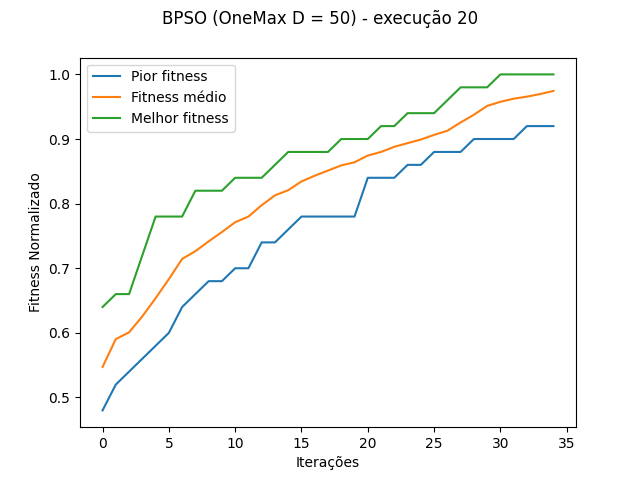 BPSO (OneMax D = 50) - execução 20
Pior fitness
Fitness médio
Melhor fitness
Fitness Normalizado
1.0
0.9
0.8
0.7
0.6
0.5
0 5 10 15 20 25 30 35
Iterações